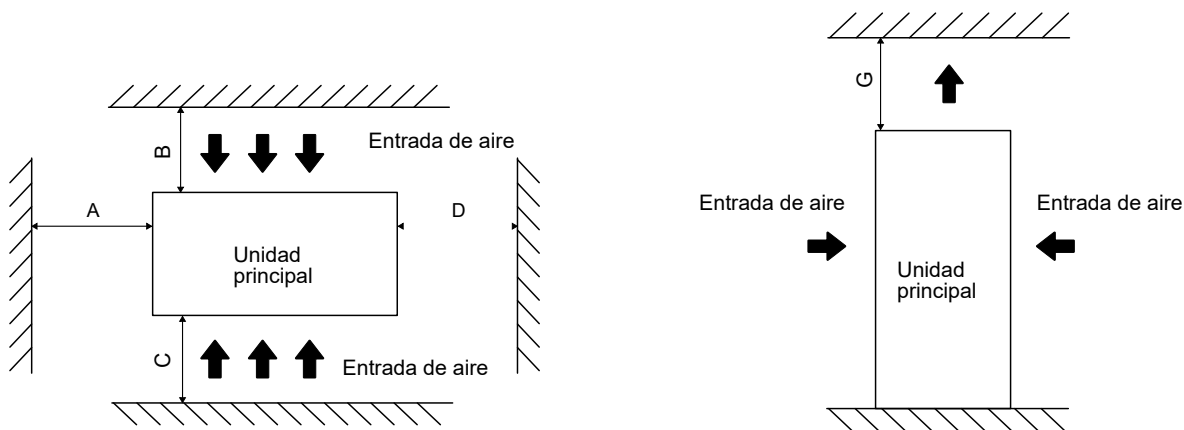 B
Entrada de aire
A
D
Unidad
principal
C
Entrada de aire
G
Entrada de aire
Entrada de aire
Unidad
principal